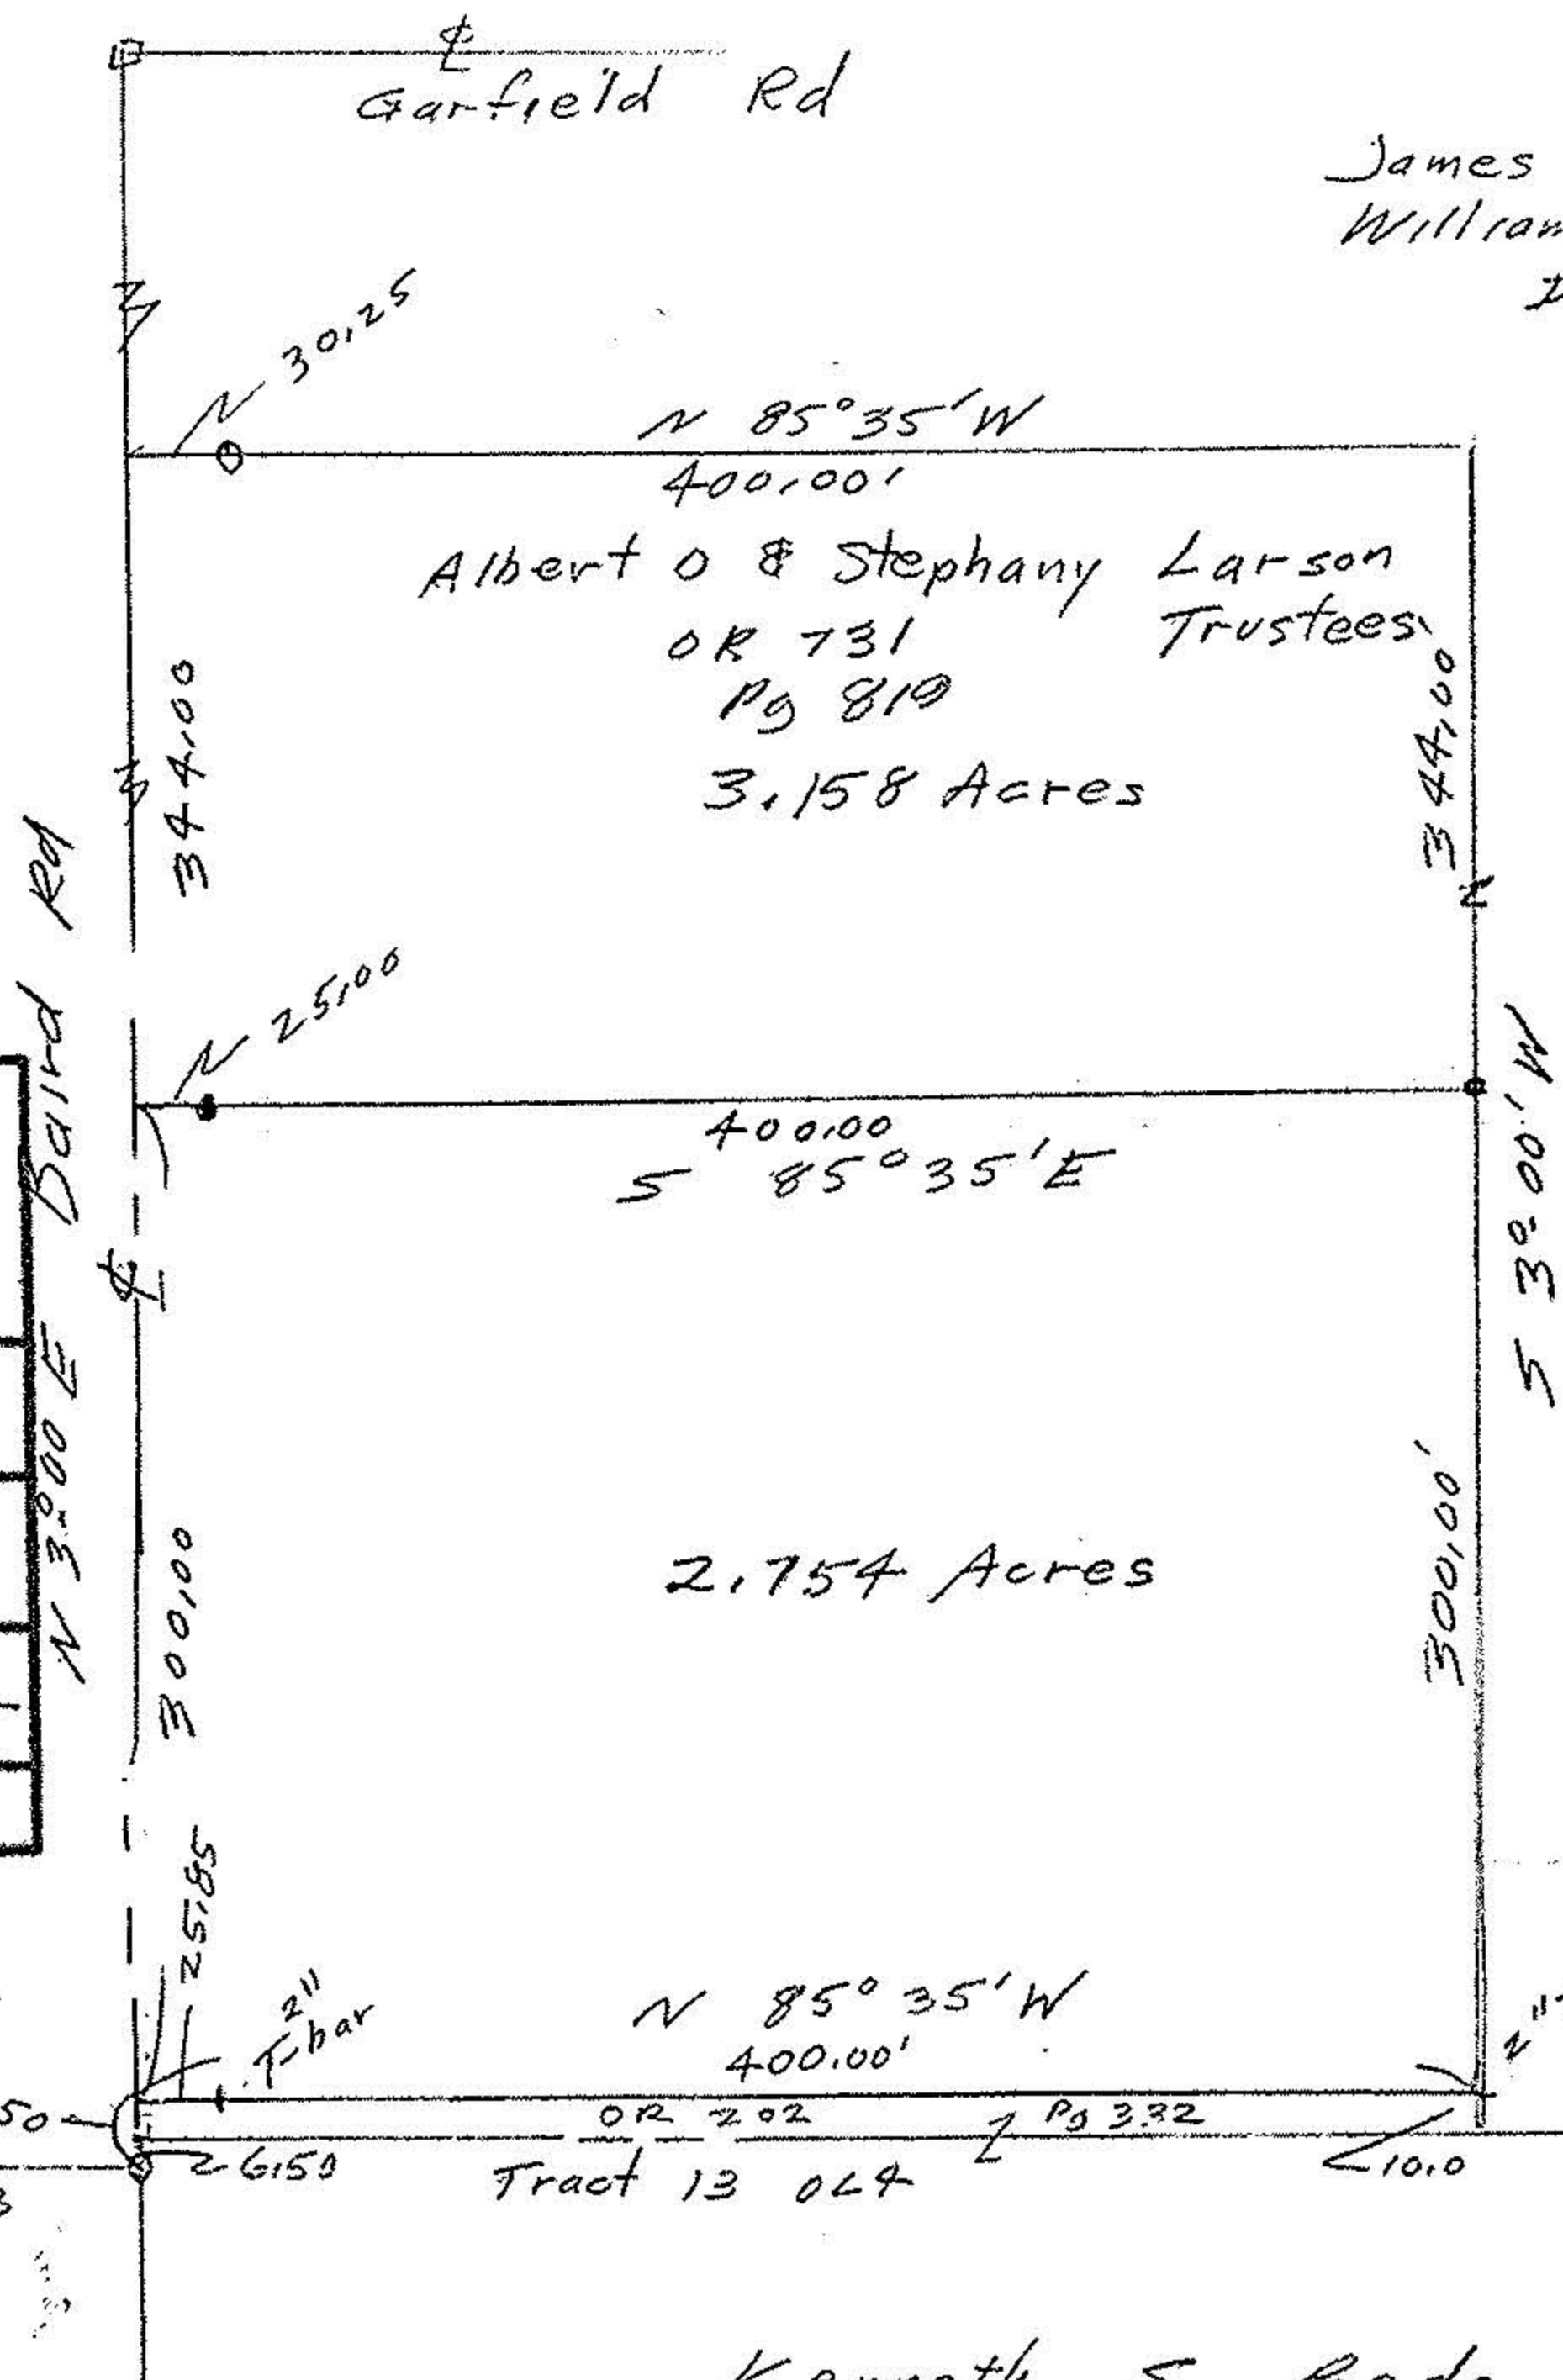 ℄
Garfield Rd
James
William
N 30.25
N 85°35'W
400.00'
Albert O & Stephany Larson
Trustees
OR 731
Pg 819
3.158 Acres
344.00
344.00
N 25.00
400.00
S 85°35'E
N 3°00 E Baird Rd
℄
S 3°00'W
300.00
300.00'
2.754 Acres
25.85
2"
T-bar
N 85°35'W
400.00'
OR 202 Pg 332
50
26.50
Tract 13 OL4
10.0
Kenneth S